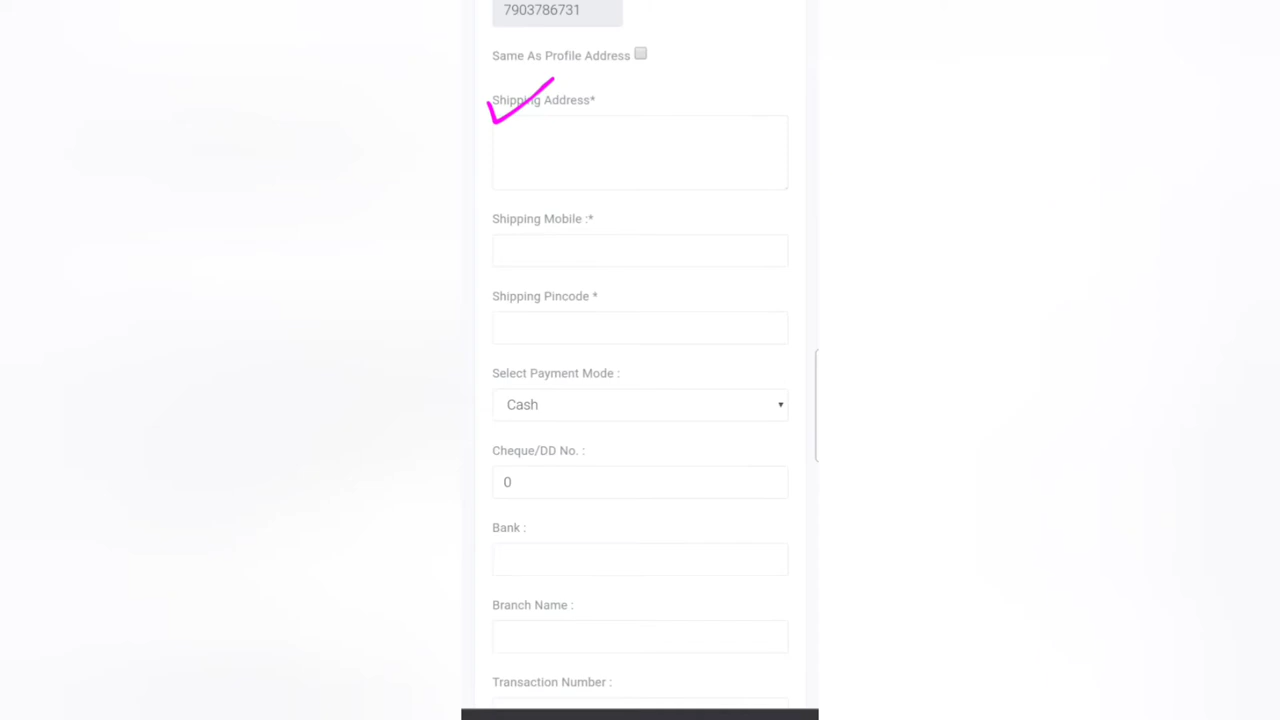 7903786731
Same As Profile Address
Shipping Address*
Shipping Mobile :*
Shipping Pincode *
Select Payment Mode :
Cash
Cheque/DD No. :
0
Bank :
Branch Name :
Transaction Number :